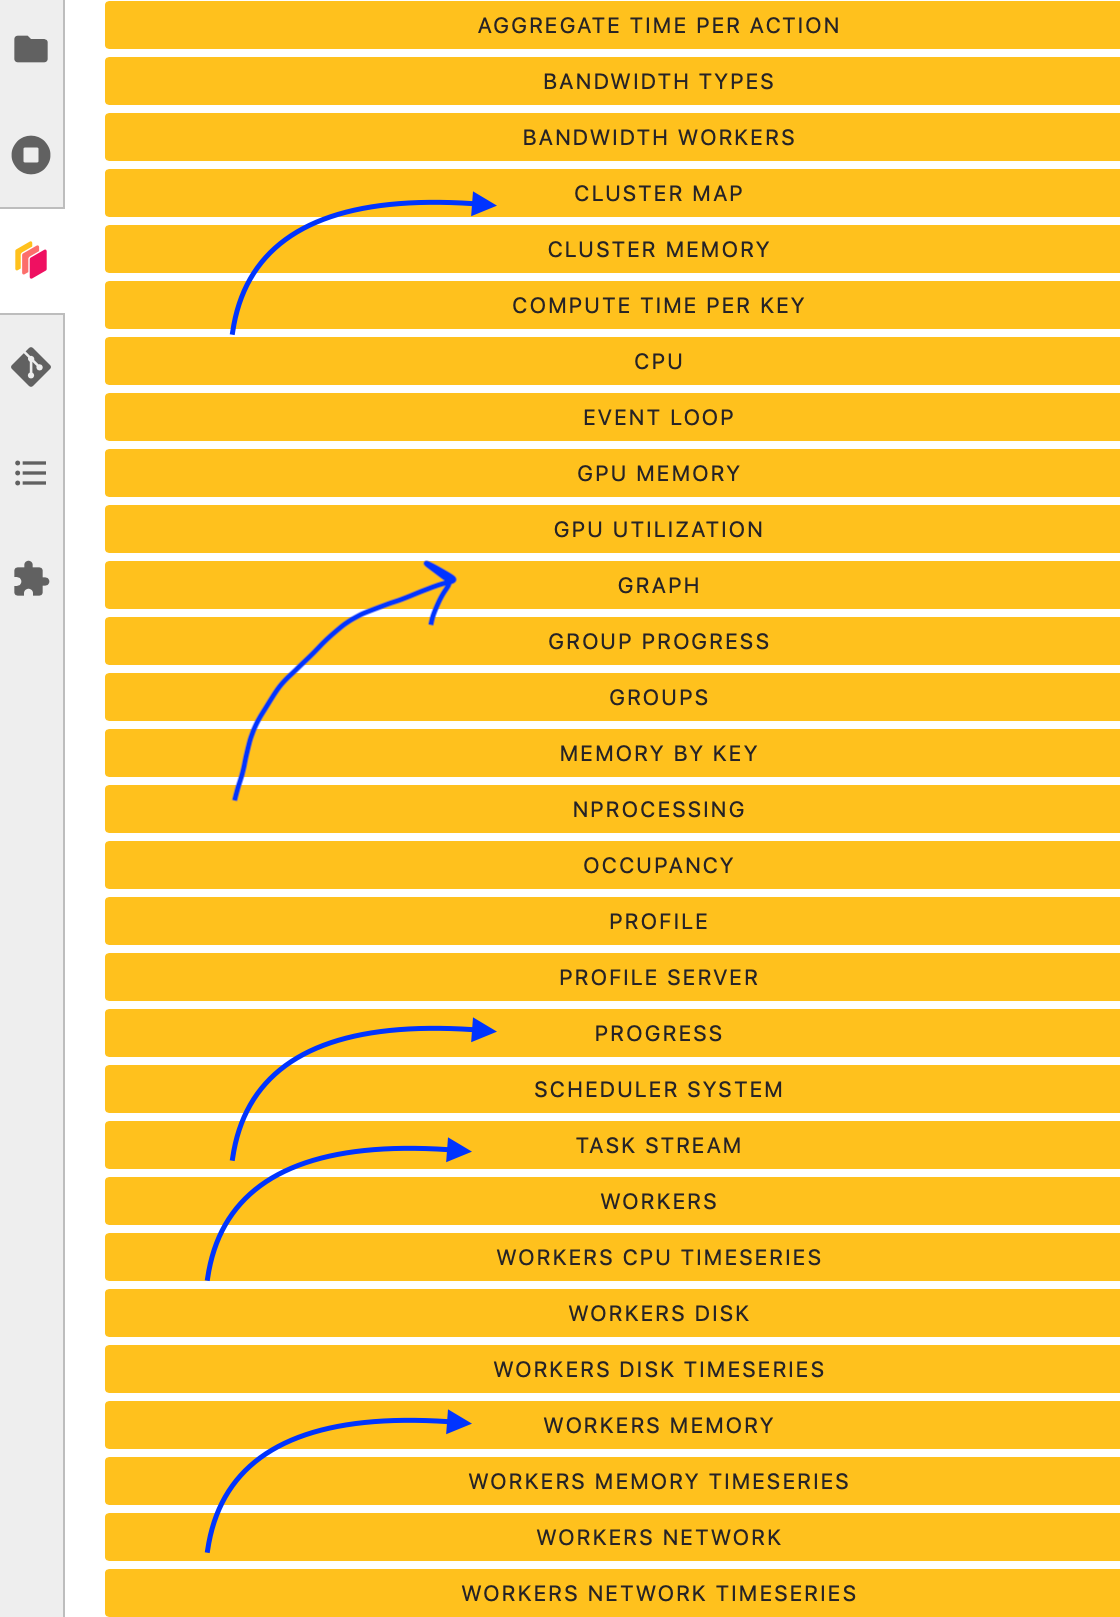 AGGREGATE TIME PER ACTION
BANDWIDTH TYPES
BANDWIDTH WORKERS
CLUSTER MAP
CLUSTER MEMORY
COMPUTE TIME PER KEY
CPU
EVENT LOOP
GPU MEMORY
GPU UTILIZATION
GRAPH
GROUP PROGRESS
GROUPS
MEMORY BY KEY
NPROCESSING
OCCUPANCY
PROFILE
PROFILE SERVER
PROGRESS
SCHEDULER SYSTEM
TASK STREAM
WORKERS
WORKERS CPU TIMESERIES
WORKERS DISK
WORKERS DISK TIMESERIES
WORKERS MEMORY
WORKERS MEMORY TIMESERIES
WORKERS NETWORK
WORKERS NETWORK TIMESERIES